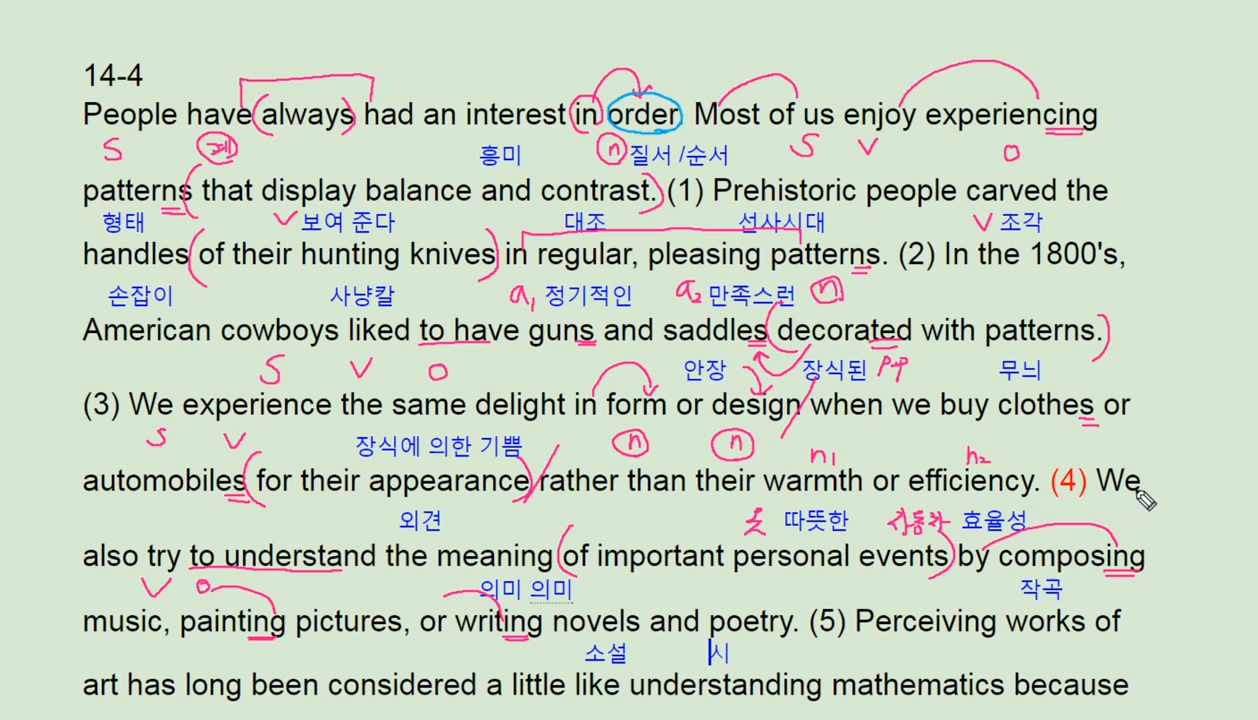 14-4
People have (always) had an interest (in order. Most of us enjoy experiencing
S 흥미 n 질서 /순서 S V O
patterns (that display balance and contrast.) (1) Prehistoric people carved the
형태 V 보여 준다 대조 선사시대 V 조각
handles (of their hunting knives) in regular, pleasing patterns. (2) In the 1800's,
손잡이 사냥칼 a1 정기적인 a2 만족스런 n
American cowboys liked to have guns and saddles (decorated with patterns.)
S V O 안장 장식된 p.p 무늬
(3) We experience the same delight in form or design / when we buy clothes or
S V 장식에 의한 기쁨 n n n1 n2
automobiles (for their appearance) / rather than their warmth or efficiency. (4) We
외견 옷 따뜻한 자동차 효율성
also try to understand the meaning (of important personal events) by composing
V o 의미 의미 작곡
music, painting pictures, or writing novels and poetry. (5) Perceiving works of
소설 시
art has long been considered a little like understanding mathematics because